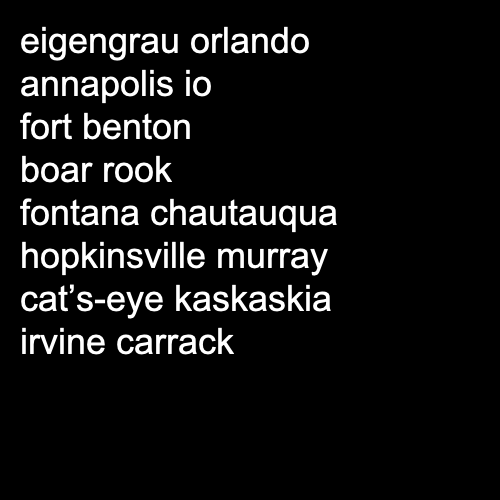 eigengrau orlando
annapolis io
fort benton
boar rook
fontana chautauqua
hopkinsville murray
cat’s-eye kaskaskia
irvine carrack